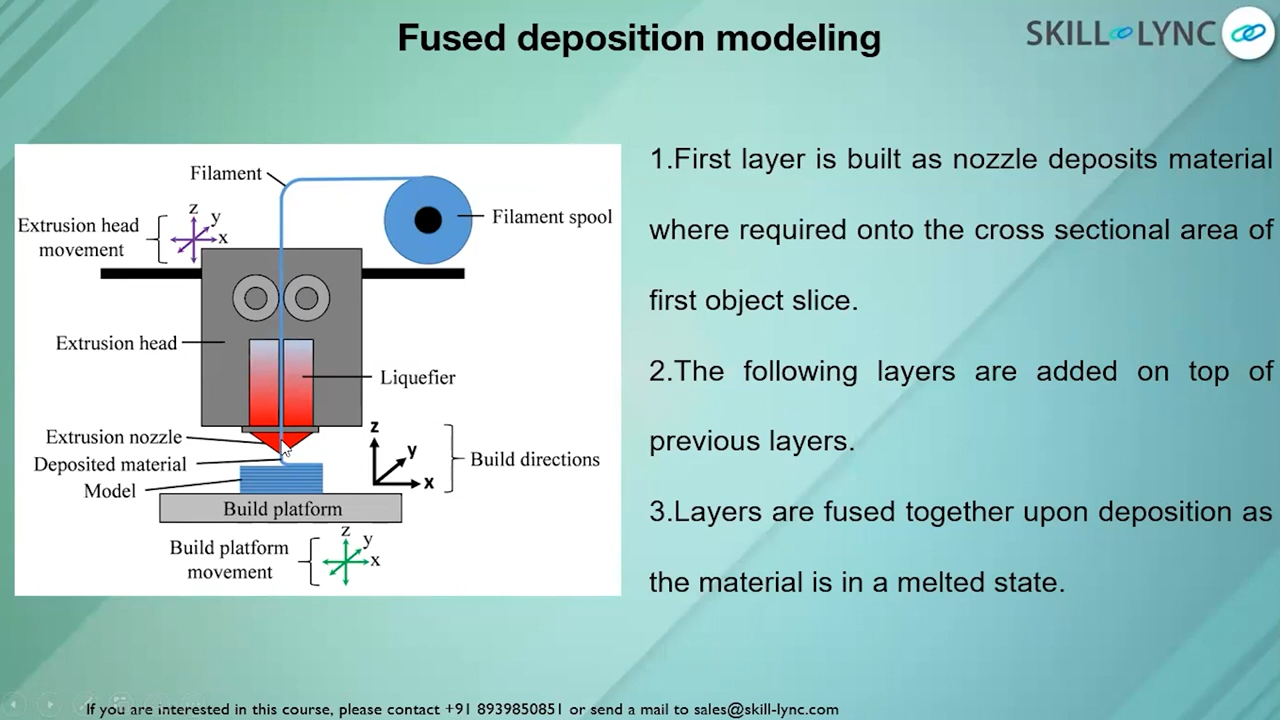 Fused deposition modeling
SKILL LYNC
Filament
Filament spool
Extrusion head
movement
z
y
x
Extrusion head
Liquefier
Extrusion nozzle
Deposited material
Model
z
y
x
Build directions
Build platform
Build platform
movement
z
y
x
1.First layer is built as nozzle deposits material
where required onto the cross sectional area of
first object slice.
2.The following layers are added on top of
previous layers.
3.Layers are fused together upon deposition as
the material is in a melted state.
If you are interested in this course, please contact +91 8939850851 or send a mail to sales@skill-lync.com